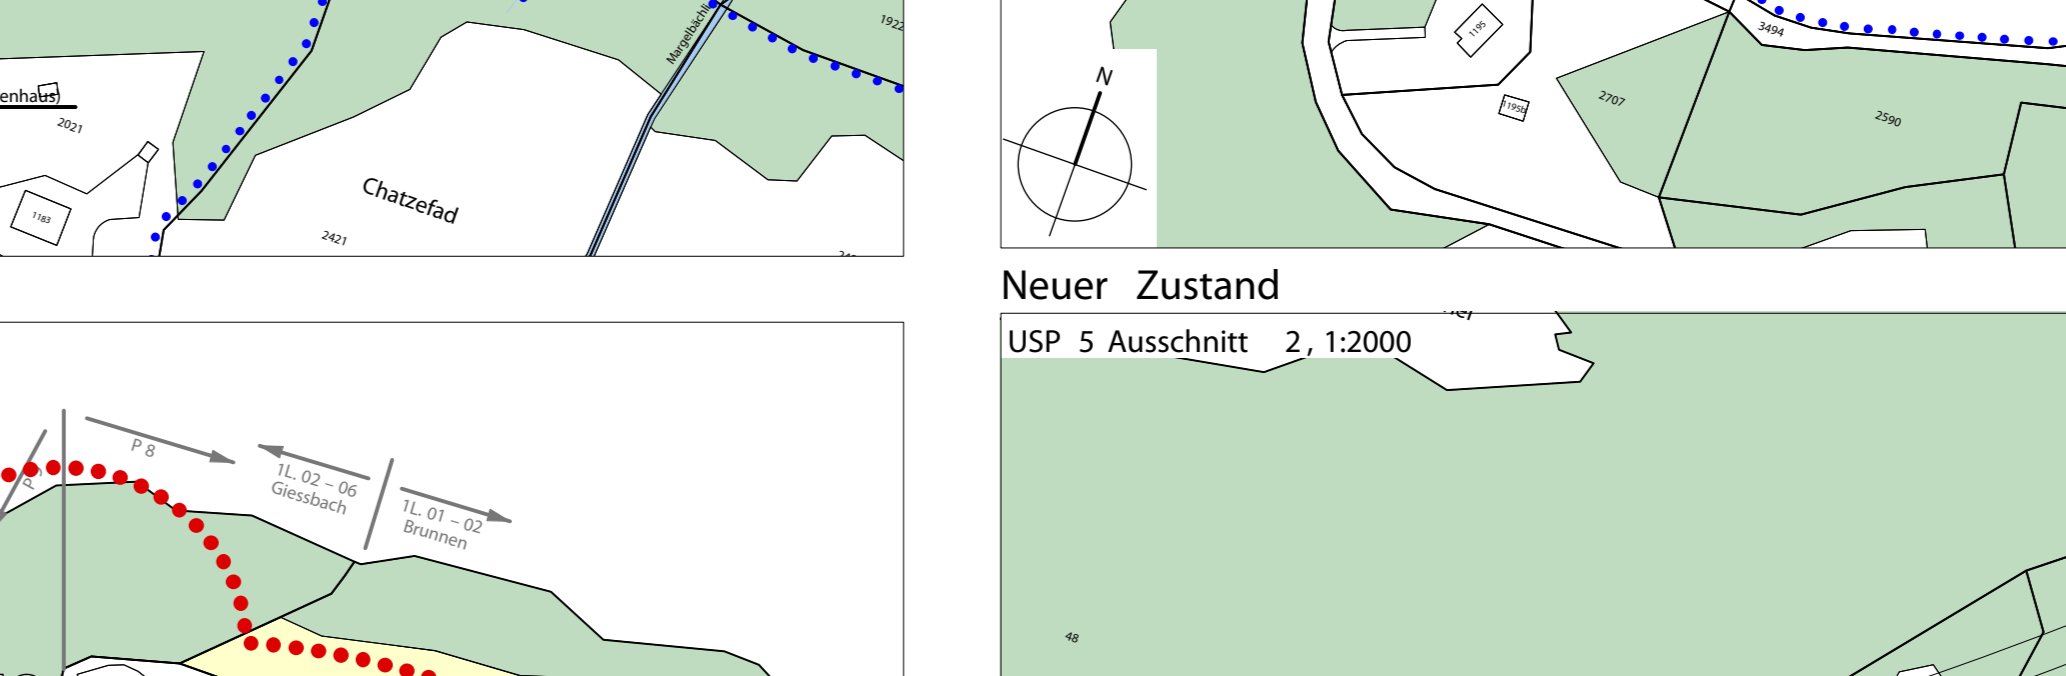 Margelbächli
1922
enhaus)
2021
1183
Chatzefad
2421
1195
3494
N
1195b
2707
2590
Neuer Zustand
USP 5 Ausschnitt 2, 1:2000
P 8
1L. 02 – 06
Giessbach
1L. 01 – 02
Brunnen
48